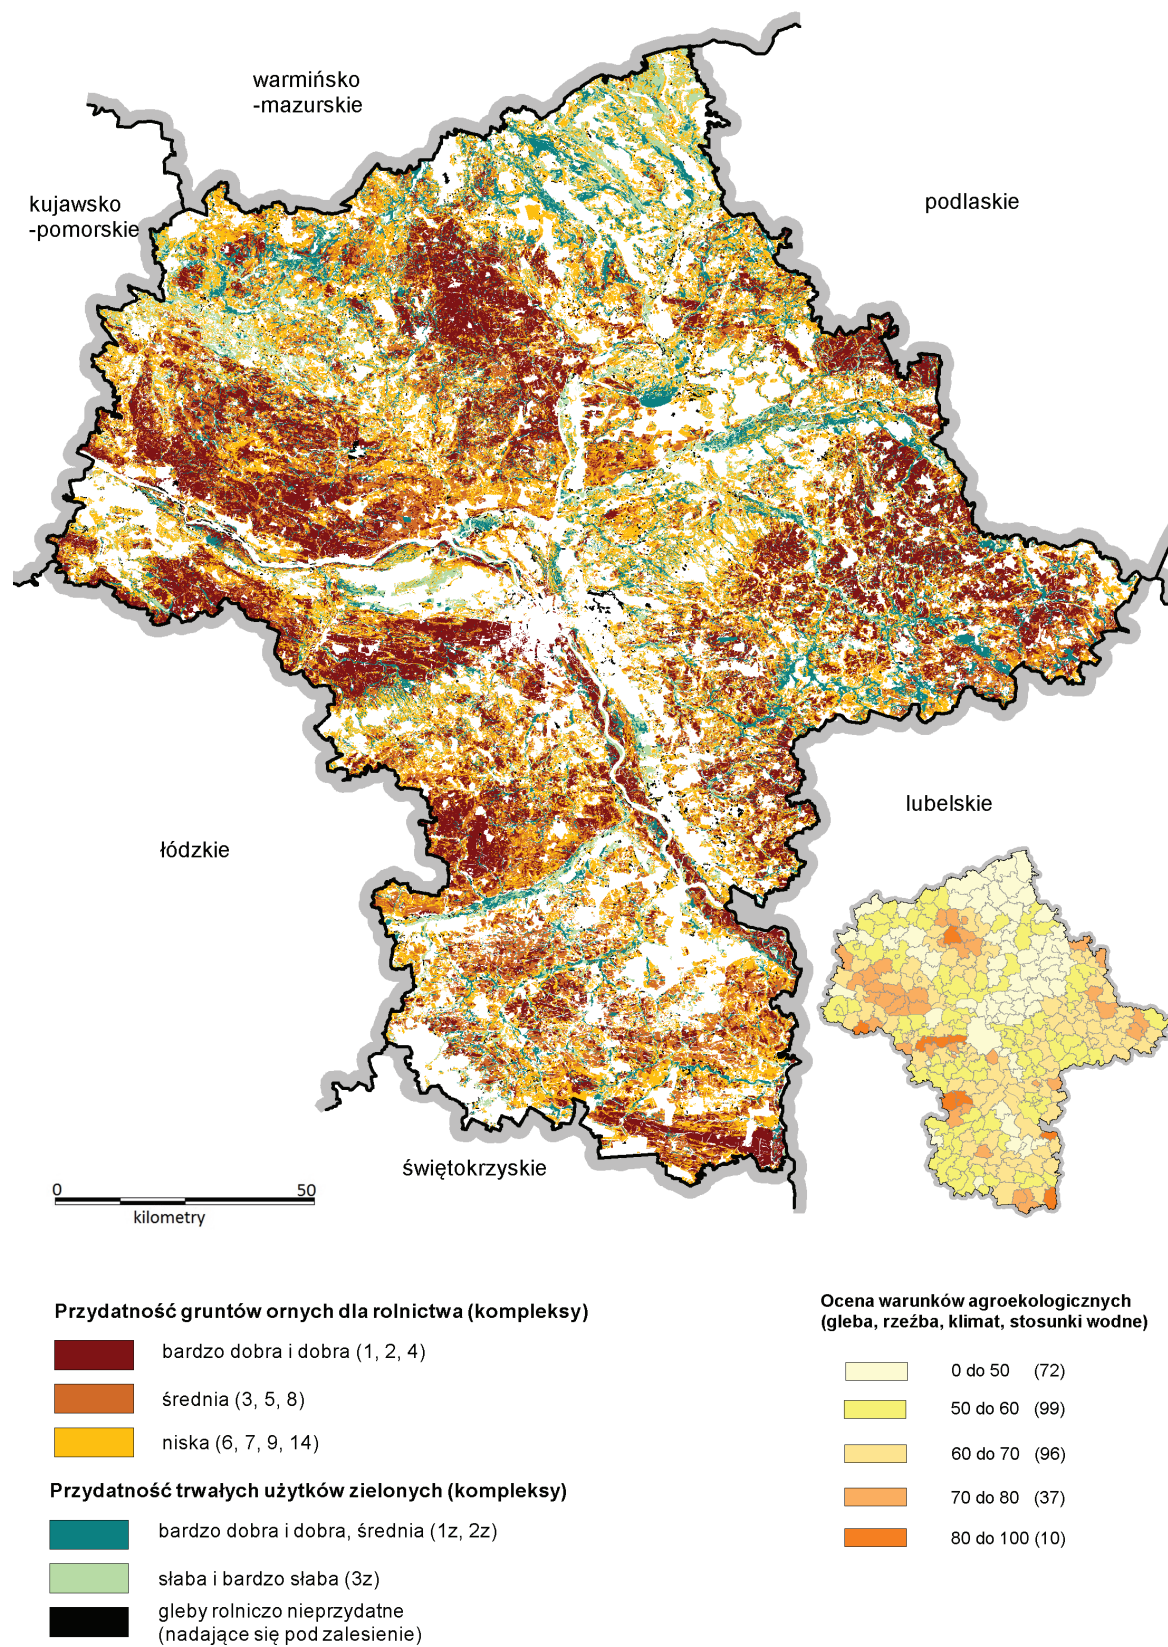 warmińsko
-mazurskie
kujawsko
-pomorskie
podlaskie
łódzkie
lubelskie
świętokrzyskie
0 50
kilometry
Przydatność gruntów ornych dla rolnictwa (kompleksy)
bardzo dobra i dobra (1, 2, 4)
średnia (3, 5, 8)
niska (6, 7, 9, 14)
Przydatność trwałych użytków zielonych (kompleksy)
bardzo dobra i dobra, średnia (1z, 2z)
słaba i bardzo słaba (3z)
gleby rolniczo nieprzydatne
(nadające się pod zalesienie)
Ocena warunków agroekologicznych
(gleba, rzeźba, klimat, stosunki wodne)
0 do 50 (72)
50 do 60 (99)
60 do 70 (96)
70 do 80 (37)
80 do 100 (10)